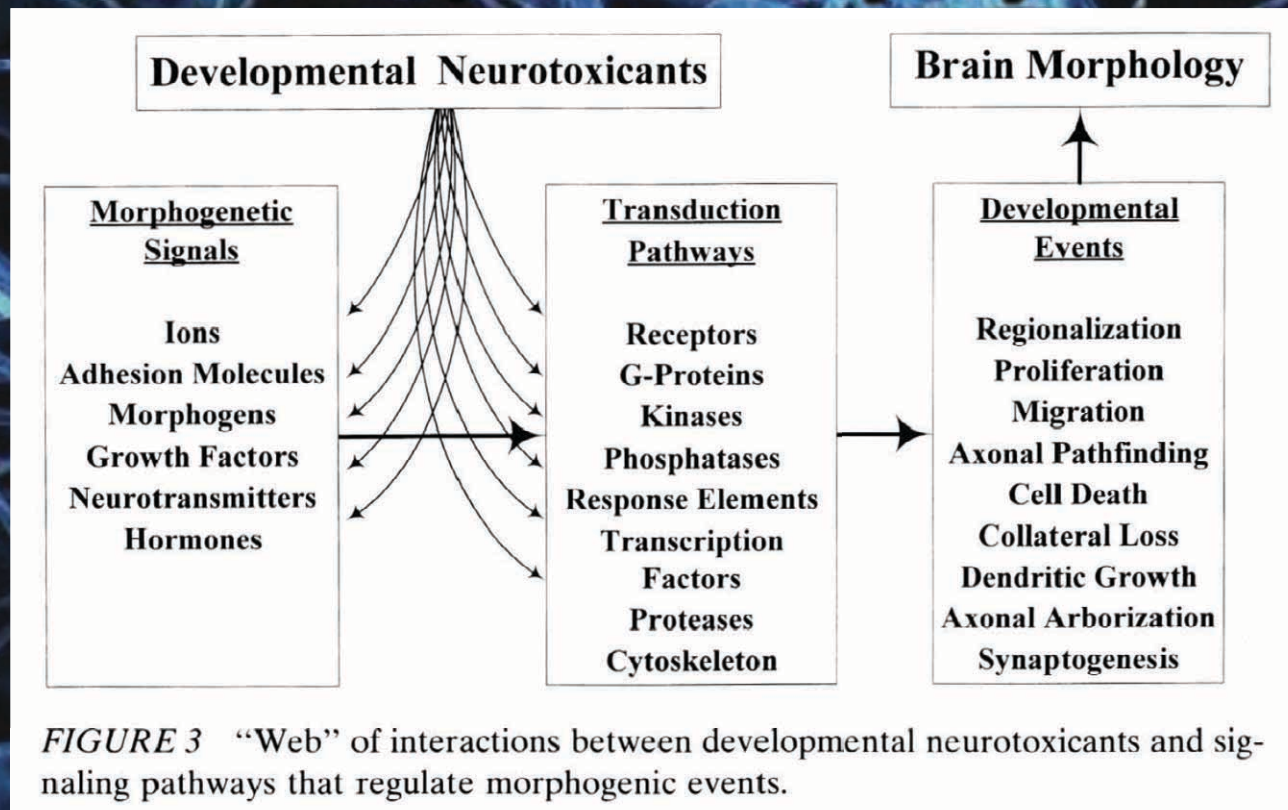 Developmental Neurotoxicants
Brain Morphology
Morphogenetic
Signals
Ions
Adhesion Molecules
Morphogens
Growth Factors
Neurotransmitters
Hormones
Transduction
Pathways
Receptors
G-Proteins
Kinases
Phosphatases
Response Elements
Transcription
Factors
Proteases
Cytoskeleton
Developmental
Events
Regionalization
Proliferation
Migration
Axonal Pathfinding
Cell Death
Collateral Loss
Dendritic Growth
Axonal Arborization
Synaptogenesis
FIGURE 3 “Web” of interactions between developmental neurotoxicants and sig-
naling pathways that regulate morphogenic events.